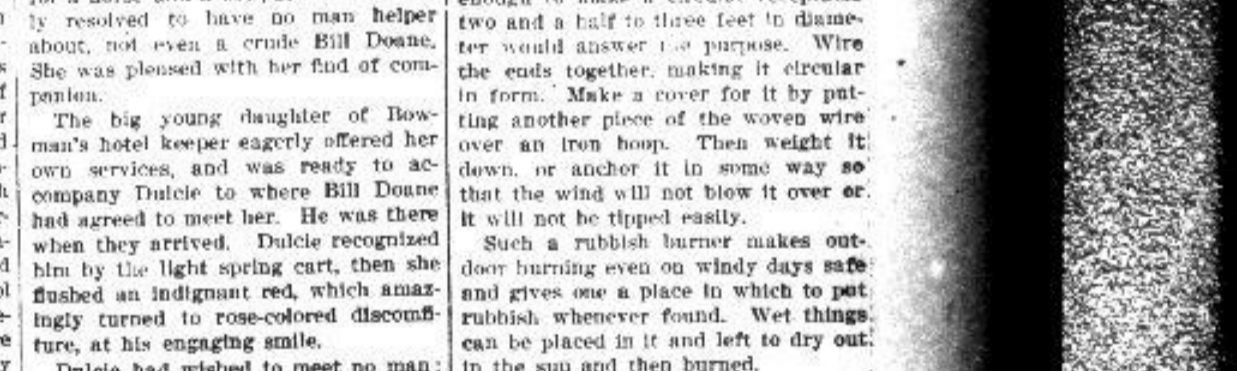 ly resolved to have no man helper
about, not even a crude Bill Doane.
She was pleased with her find of com-
panion.
The big young daughter of Bow-
man's hotel keeper eagerly offered her
own services, and was ready to ac-
company Dulcie to where Bill Doane
had agreed to meet her. He was there
when they arrived. Dulcie recognized
him by the light spring cart, then she
flushed an indignant red, which amaz-
ingly turned to rose-colored discomfi-
ture, at his engaging smile.
Dulcie had wished to meet no man;
two and a half to three feet in diame-
ter would answer the purpose. Wire
the ends together, making it circular
in form. Make a cover for it by put-
ting another piece of the woven wire
over an iron hoop. Then weight it
down, or anchor it in some way so
that the wind will not blow it over or
it will not be tipped easily.
Such a rubbish burner makes out-
door burning even on windy days safe
and gives one a place in which to put
rubbish whenever found. Wet things
can be placed in it and left to dry out
in the sun and then burned.